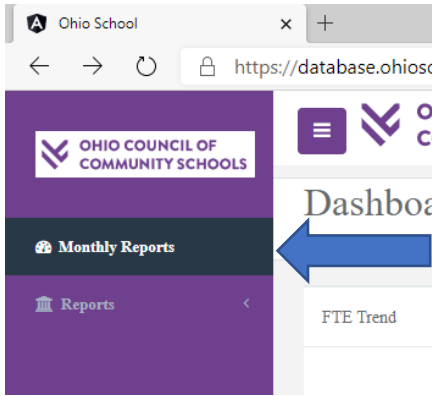 Ohio School
https://database.ohiosc
OHIO COUNCIL OF
COMMUNITY SCHOOLS
Dashboa
Monthly Reports
Reports
FTE Trend